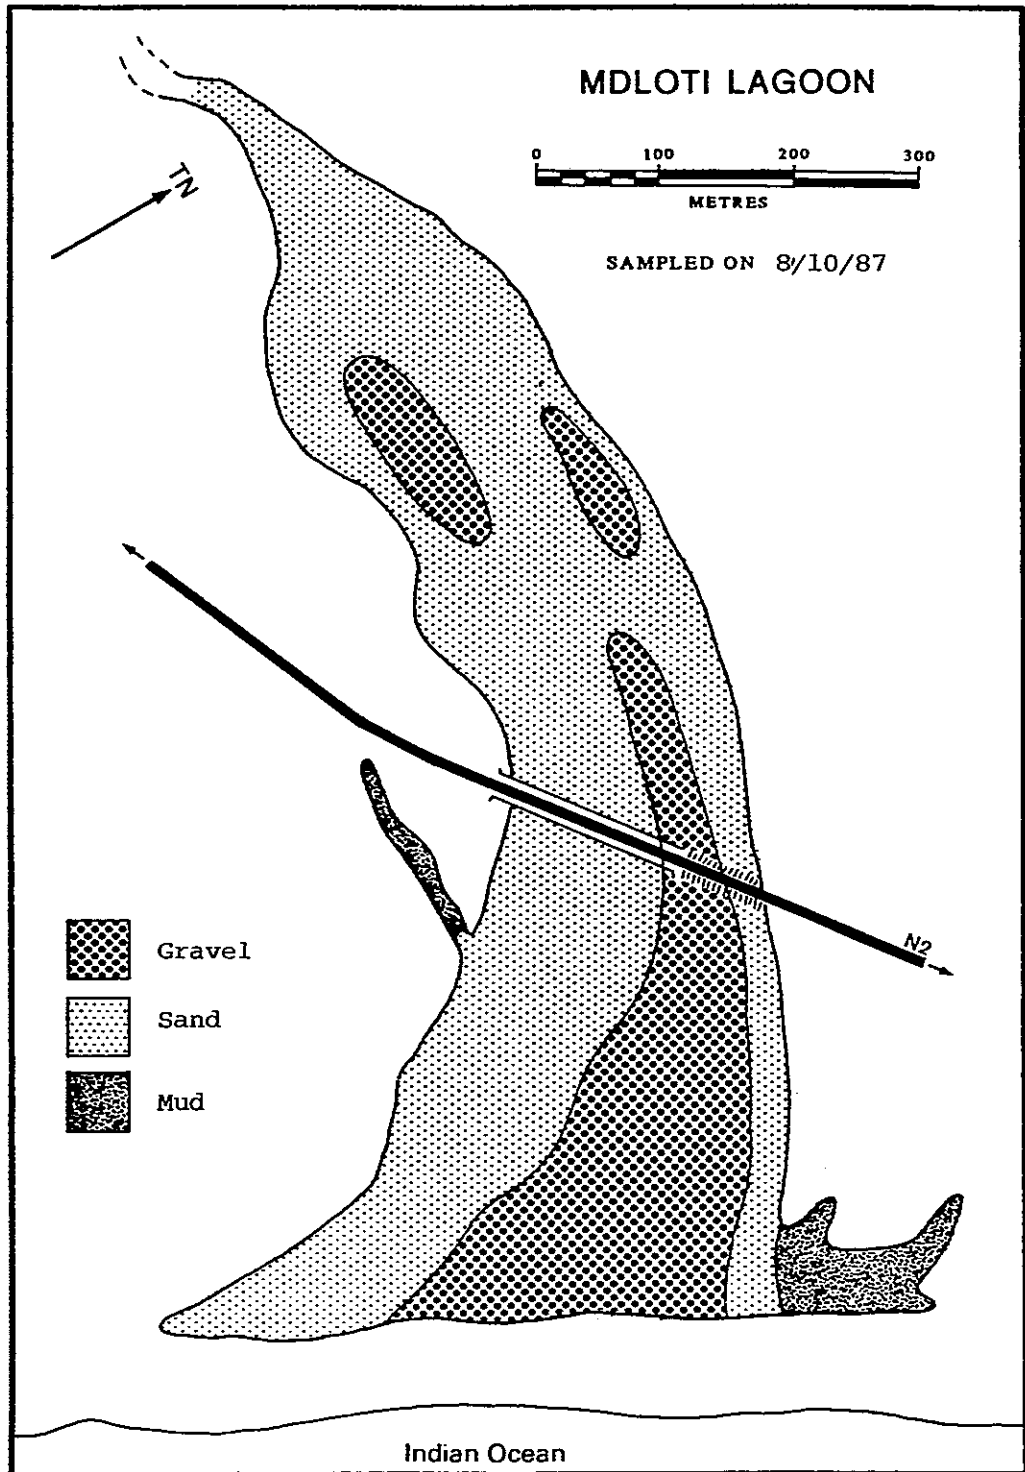 MDLOTI LAGOON
0 100 200 300
METRES
TN
SAMPLED ON 8/10/87
N2
Gravel
Sand
Mud
Indian Ocean